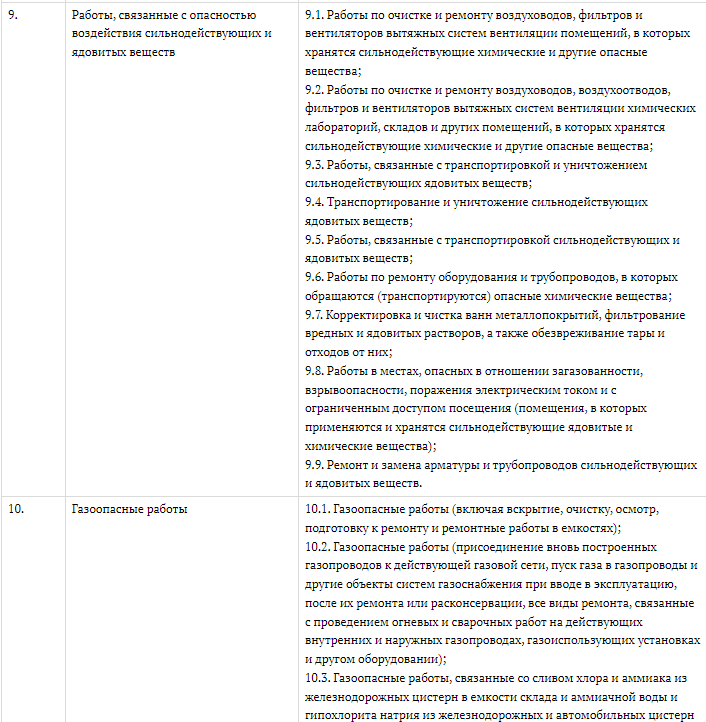 9.
Работы, связанные с опасностью
воздействия сильнодействующих и
ядовитых веществ
9.1. Работы по очистке и ремонту воздуховодов, фильтров и
вентиляторов вытяжных систем вентиляции помещений, в которых
хранятся сильнодействующие химические и другие опасные
вещества;
9.2. Работы по очистке и ремонту воздуховодов, воздухоотводов,
фильтров и вентиляторов вытяжных систем вентиляции химических
лабораторий, складов и других помещений, в которых хранятся
сильнодействующие химические и другие опасные вещества;
9.3. Работы, связанные с транспортировкой и уничтожением
сильнодействующих ядовитых веществ;
9.4. Транспортирование и уничтожение сильнодействующих
ядовитых веществ;
9.5. Работы, связанные с транспортировкой сильнодействующих и
ядовитых веществ;
9.6. Работы по ремонту оборудования и трубопроводов, в которых
обращаются (транспортируются) опасные химические вещества;
9.7. Корректировка и чистка ванн металлопокрытий, фильтрование
вредных и ядовитых растворов, а также обезвреживание тары и
отходов от них;
9.8. Работы в местах, опасных в отношении загазованности,
взрывоопасности, поражения электрическим током и с
ограниченным доступом посещения (помещения, в которых
применяются и хранятся сильнодействующие ядовитые и
химические вещества);
9.9. Ремонт и замена арматуры и трубопроводов сильнодействующих
и ядовитых веществ.
10.
Газоопасные работы
10.1. Газоопасные работы (включая вскрытие, очистку, осмотр,
подготовку к ремонту и ремонтные работы в емкостях);
10.2. Газоопасные работы (присоединение вновь построенных
газопроводов к действующей газовой сети, пуск газа в газопроводы и
другие объекты систем газоснабжения при вводе в эксплуатацию,
после их ремонта или расконсервации, все виды ремонта, связанные
с проведением огневых и сварочных работ на действующих
внутренних и наружных газопроводах, газоиспользующих установках
и другом оборудовании);
10.3. Газоопасные работы, связанные со сливом хлора и аммиака из
железнодорожных цистерн в емкости склада и аммиачной воды и
гипохлорита натрия из железнодорожных и автомобильных цистерн